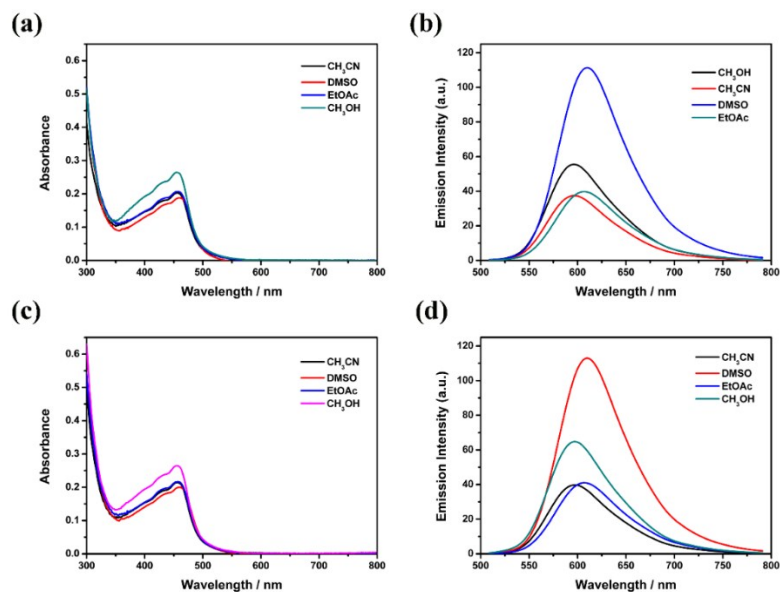 (a)
Absorbance
0.6
0.5
0.4
0.3
0.2
0.1
0.0
300 400 500 600 700 800
Wavelength / nm
CH₃CN
DMSO
EtOAc
CH₃OH
(b)
Emission Intensity (a.u.)
120
100
80
60
40
20
0
500 550 600 650 700 750 800
Wavelength / nm
CH₃OH
CH₃CN
DMSO
EtOAc
(c)
Absorbance
0.6
0.5
0.4
0.3
0.2
0.1
0.0
300 400 500 600 700 800
Wavelength / nm
CH₃CN
DMSO
EtOAc
CH₃OH
(d)
Emission Intensity (a.u.)
120
100
80
60
40
20
0
500 550 600 650 700 750 800
Wavelength / nm
CH₃CN
DMSO
EtOAc
CH₃OH